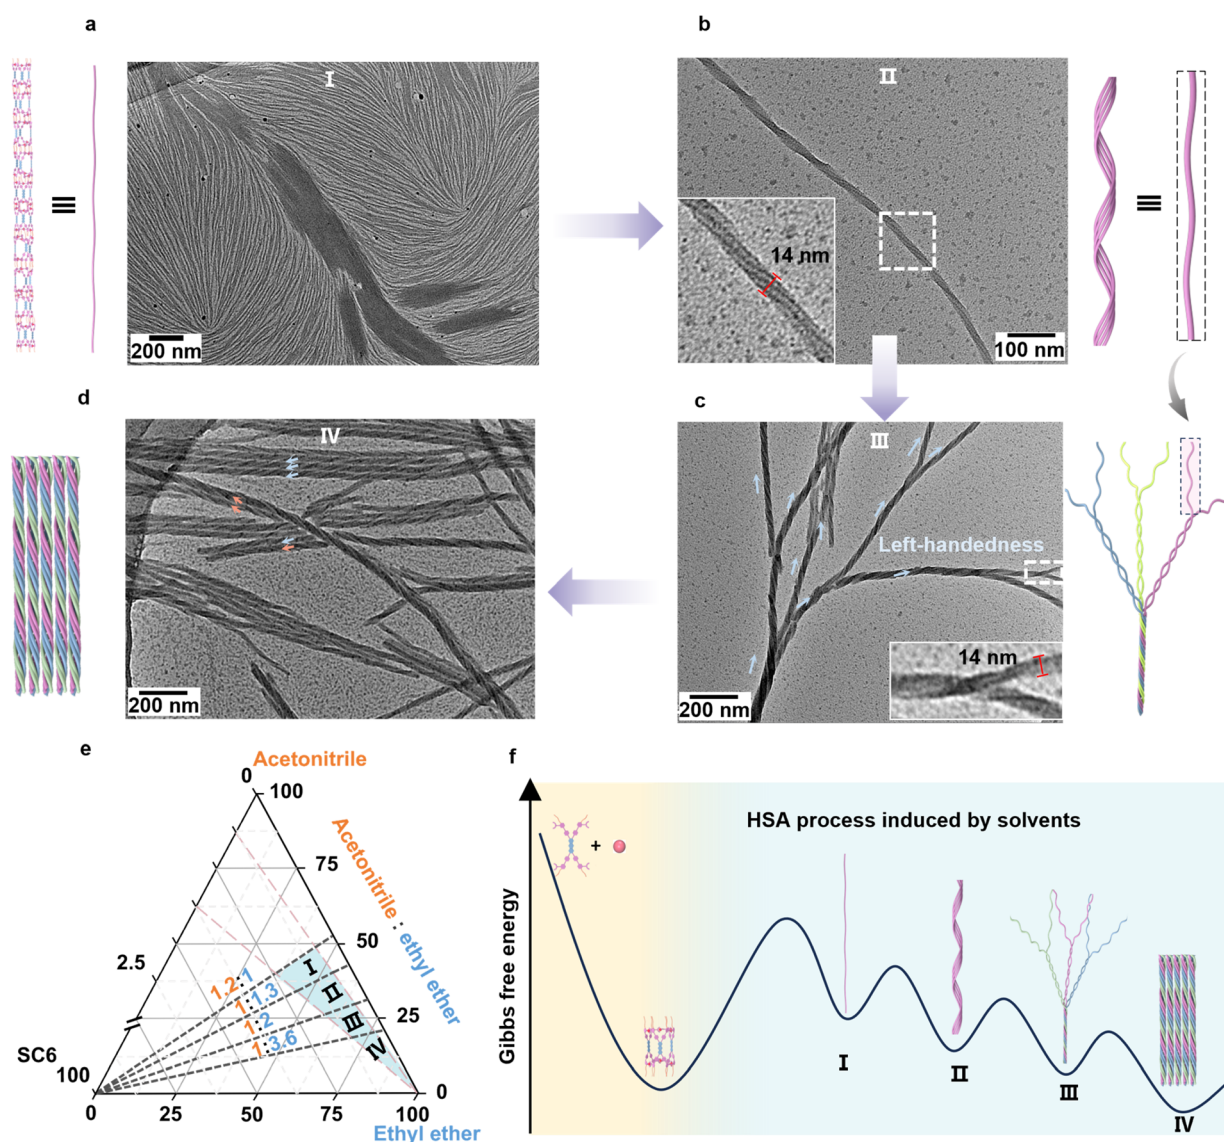 a
I
200 nm
b
II
14 nm
100 nm
d
IV
200 nm
c
III
Left-handedness
14 nm
200 nm
e
Acetonitrile
0
100
75
50
25
0
Acetonitrile : ethyl ether
2.5
SC6
100
1.2:1
1:1.3
1:2
1:3.6
I
II
III
IV
0
25
50
75
100
Ethyl ether
f
Gibbs free energy
HSA process induced by solvents
+
I
II
III
IV